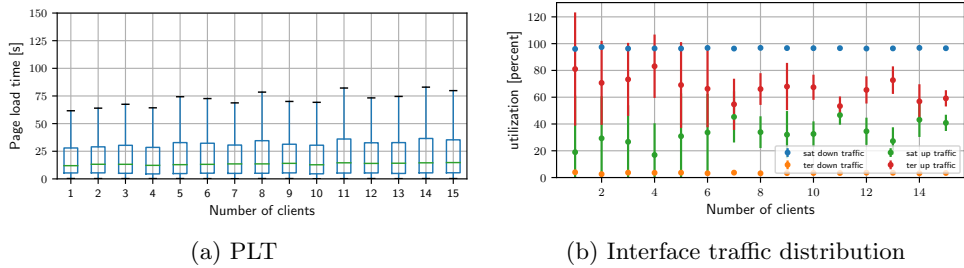 150
125
100
75
50
25
0
Page load time [s]
1 2 3 4 5 6 7 8 9 10 11 12 13 14 15
Number of clients
(a) PLT
120
100
80
60
40
20
0
utilization [percent]
sat down traffic
ter down traffic
sat up traffic
ter up traffic
2 4 6 8 10 12 14
Number of clients
(b) Interface traffic distribution